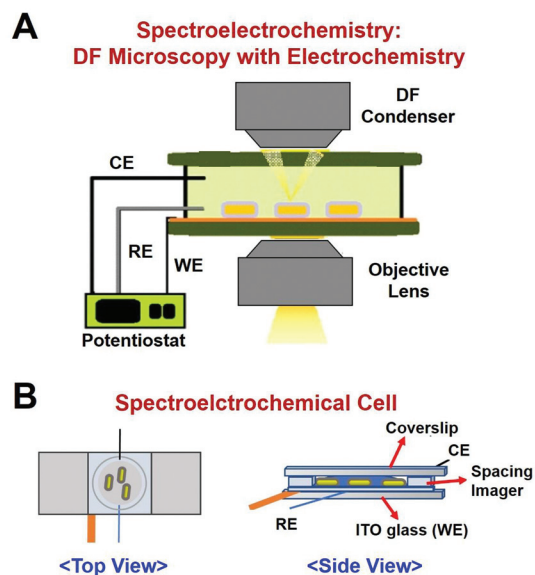 A
Spectroelectrochemistry:
DF Microscopy with Electrochemistry
DF
Condenser
CE
RE
WE
Objective
Lens
Potentiostat
B
Spectroelctrochemical Cell
Coverslip
CE
Spacing
Imager
RE
ITO glass (WE)
<Top View>
<Side View>